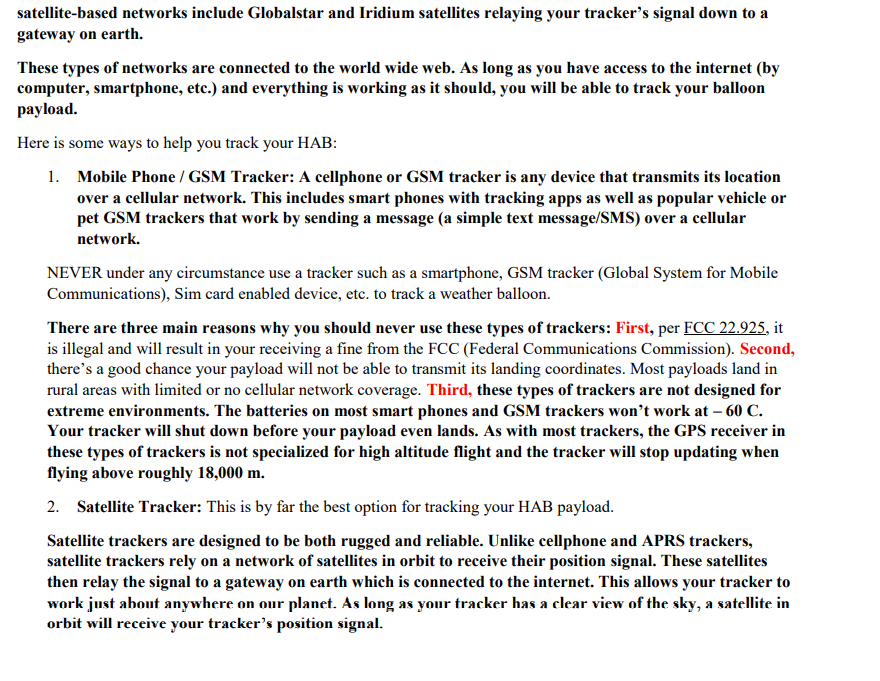 satellite-based networks include Globalstar and Iridium satellites relaying your tracker’s signal down to a
gateway on earth.
These types of networks are connected to the world wide web. As long as you have access to the internet (by
computer, smartphone, etc.) and everything is working as it should, you will be able to track your balloon
payload.
Here is some ways to help you track your HAB:
1. Mobile Phone / GSM Tracker: A cellphone or GSM tracker is any device that transmits its location
over a cellular network. This includes smart phones with tracking apps as well as popular vehicle or
pet GSM trackers that work by sending a message (a simple text message/SMS) over a cellular
network.
NEVER under any circumstance use a tracker such as a smartphone, GSM tracker (Global System for Mobile
Communications), Sim card enabled device, etc. to track a weather balloon.
There are three main reasons why you should never use these types of trackers: First, per FCC 22.925, it
is illegal and will result in your receiving a fine from the FCC (Federal Communications Commission). Second,
there’s a good chance your payload will not be able to transmit its landing coordinates. Most payloads land in
rural areas with limited or no cellular network coverage. Third, these types of trackers are not designed for
extreme environments. The batteries on most smart phones and GSM trackers won’t work at – 60 C.
Your tracker will shut down before your payload even lands. As with most trackers, the GPS receiver in
these types of trackers is not specialized for high altitude flight and the tracker will stop updating when
flying above roughly 18,000 m.
2. Satellite Tracker: This is by far the best option for tracking your HAB payload.
Satellite trackers are designed to be both rugged and reliable. Unlike cellphone and APRS trackers,
satellite trackers rely on a network of satellites in orbit to receive their position signal. These satellites
then relay the signal to a gateway on earth which is connected to the internet. This allows your tracker to
work just about anywhere on our planet. As long as your tracker has a clear view of the sky, a satellite in
orbit will receive your tracker’s position signal.